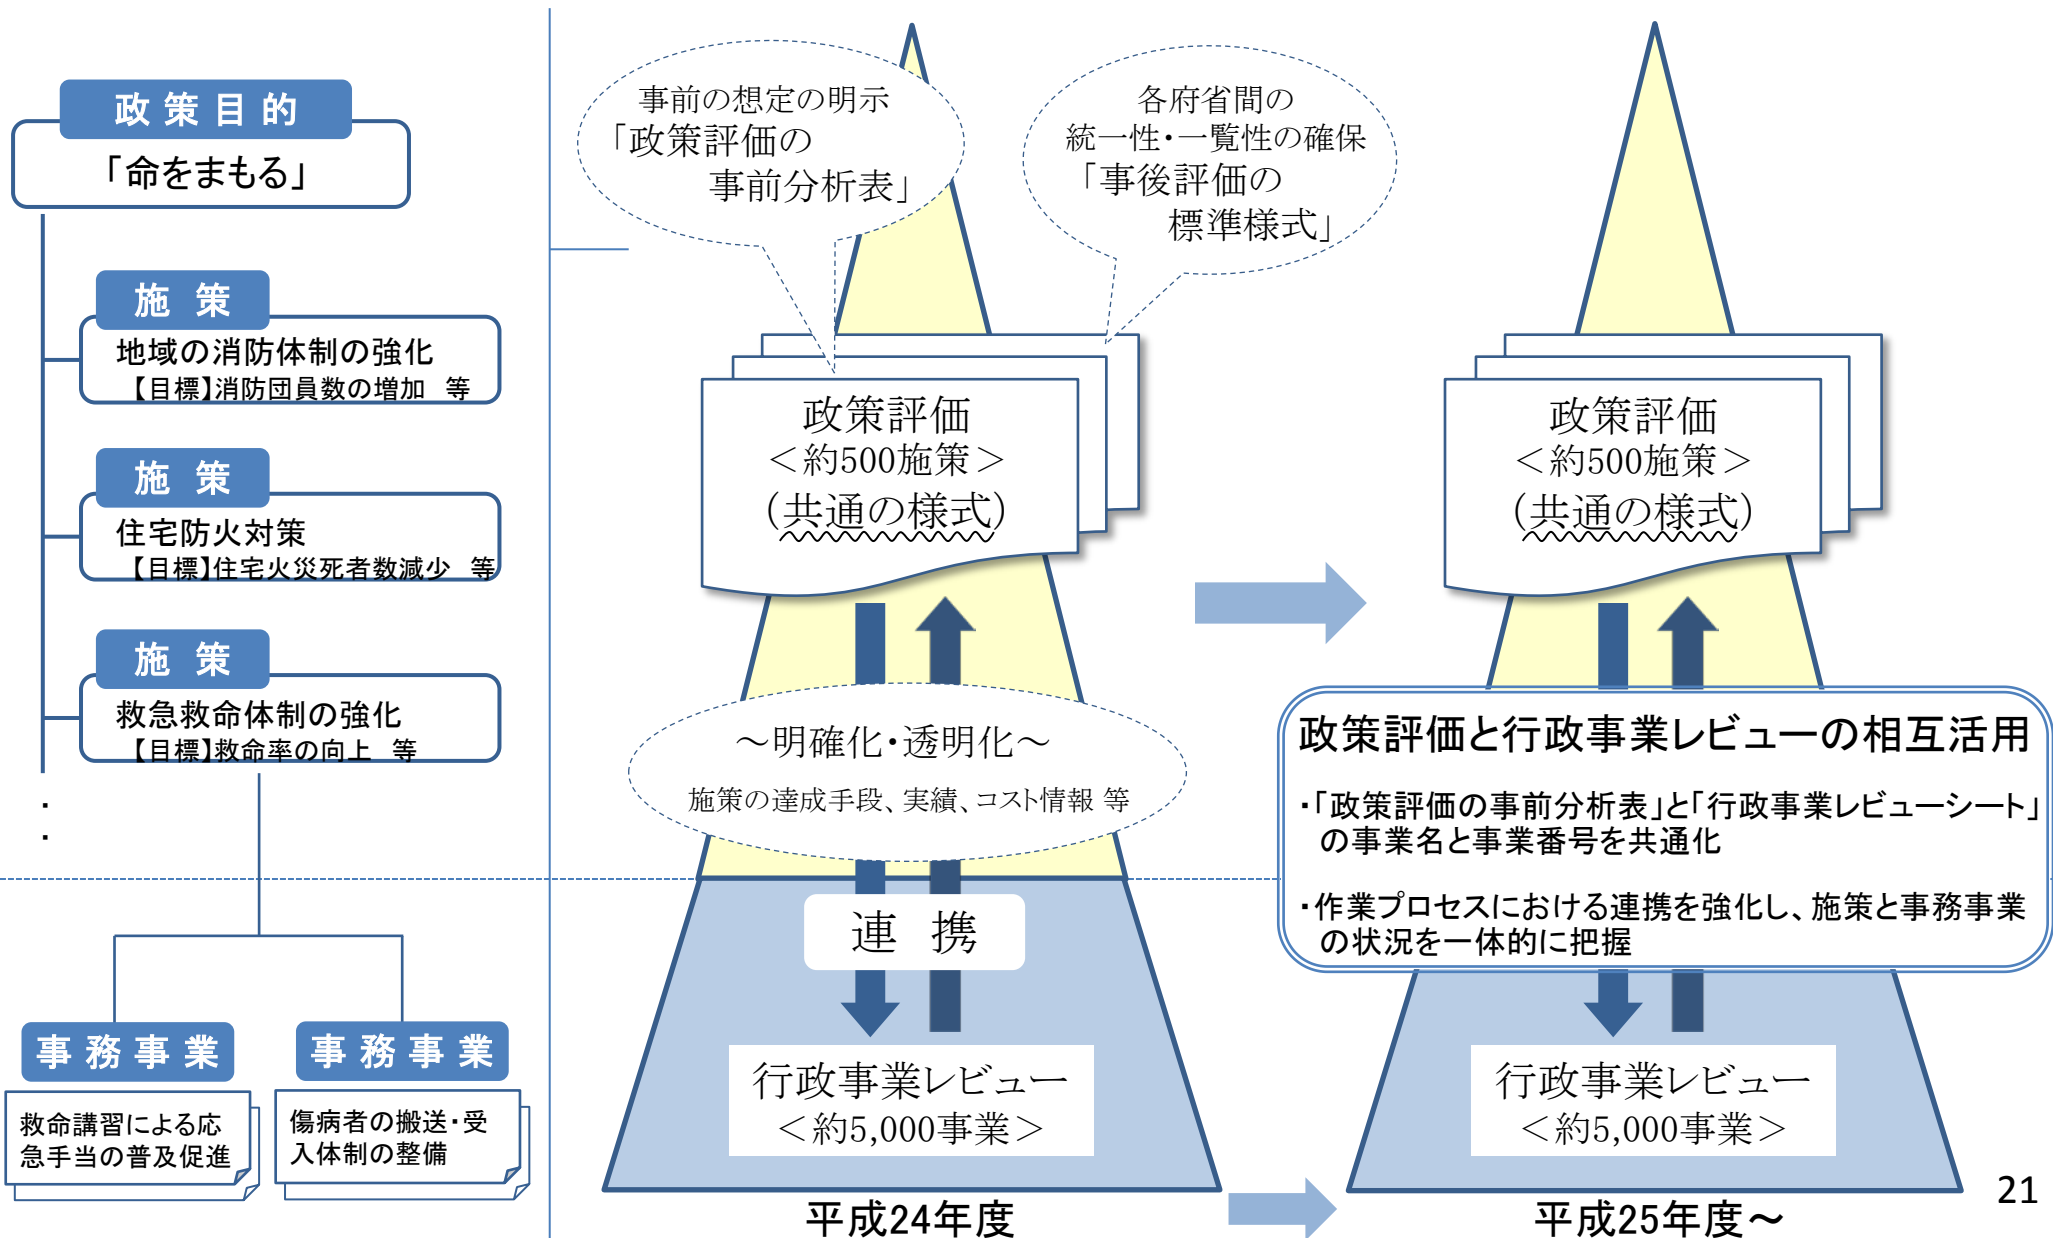 政策目的
「命をまもる」
施 策
地域の消防体制の強化
【目標】消防団員数の増加 等
施 策
住宅防火対策
【目標】住宅火災死者数減少 等
施 策
救急救命体制の強化
【目標】救命率の向上 等
・
・
事務事業
救命講習による応
急手当の普及促進
事務事業
傷病者の搬送・受
入体制の整備
事前の想定の明示
「政策評価の
事前分析表」
各府省間の
統一性・一覧性の確保
「事後評価の
標準様式」
政策評価
＜約500施策＞
（共通の様式）
～明確化・透明化～
施策の達成手段、実績、コスト情報 等
連 携
行政事業レビュー
＜約5,000事業＞
平成24年度
政策評価
＜約500施策＞
（共通の様式）
政策評価と行政事業レビューの相互活用
・「政策評価の事前分析表」と「行政事業レビューシート」
の事業名と事業番号を共通化
・作業プロセスにおける連携を強化し、施策と事務事業
の状況を一体的に把握
行政事業レビュー
＜約5,000事業＞
平成25年度～
21